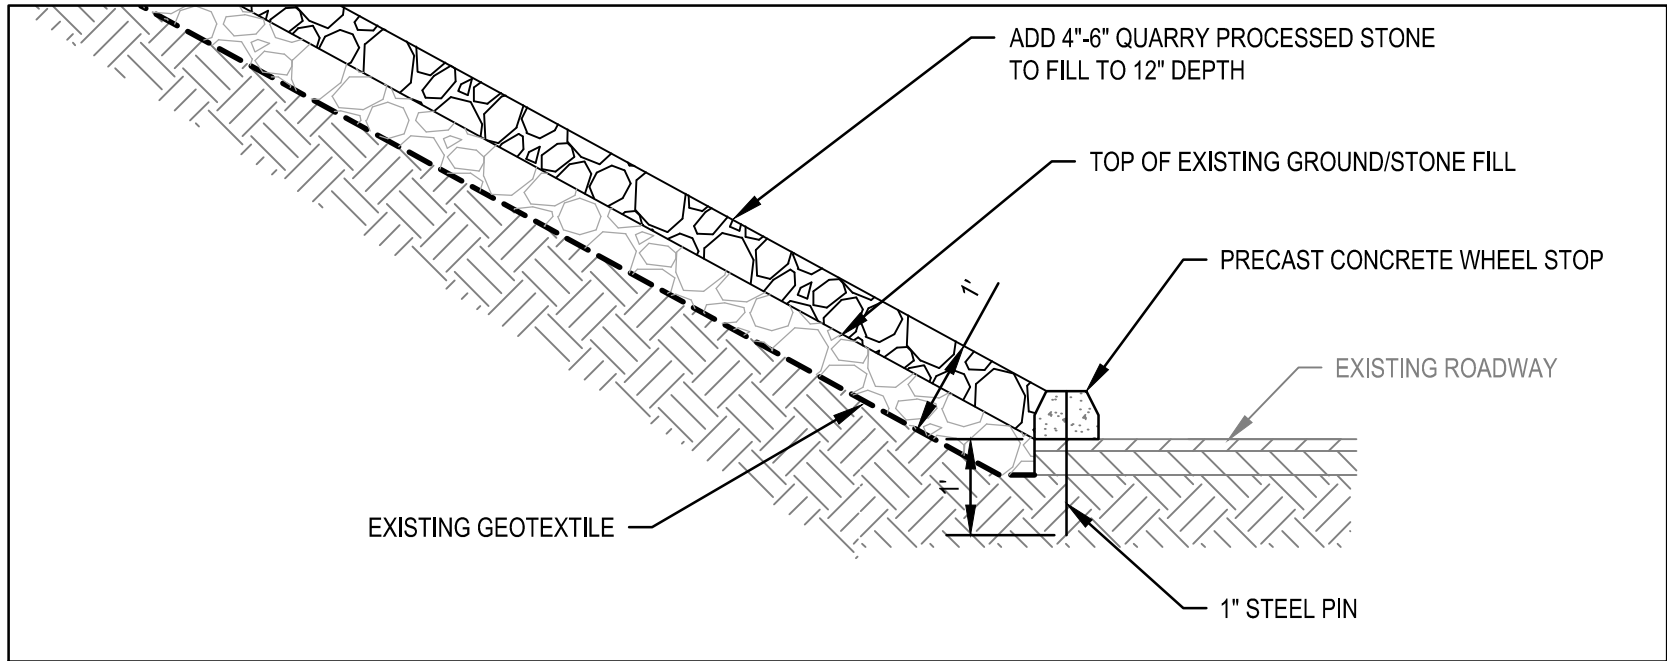 ADD 4"-6" QUARRY PROCESSED STONE
TO FILL TO 12" DEPTH
TOP OF EXISTING GROUND/STONE FILL
PRECAST CONCRETE WHEEL STOP
1'
EXISTING ROADWAY
1'
EXISTING GEOTEXTILE
1" STEEL PIN